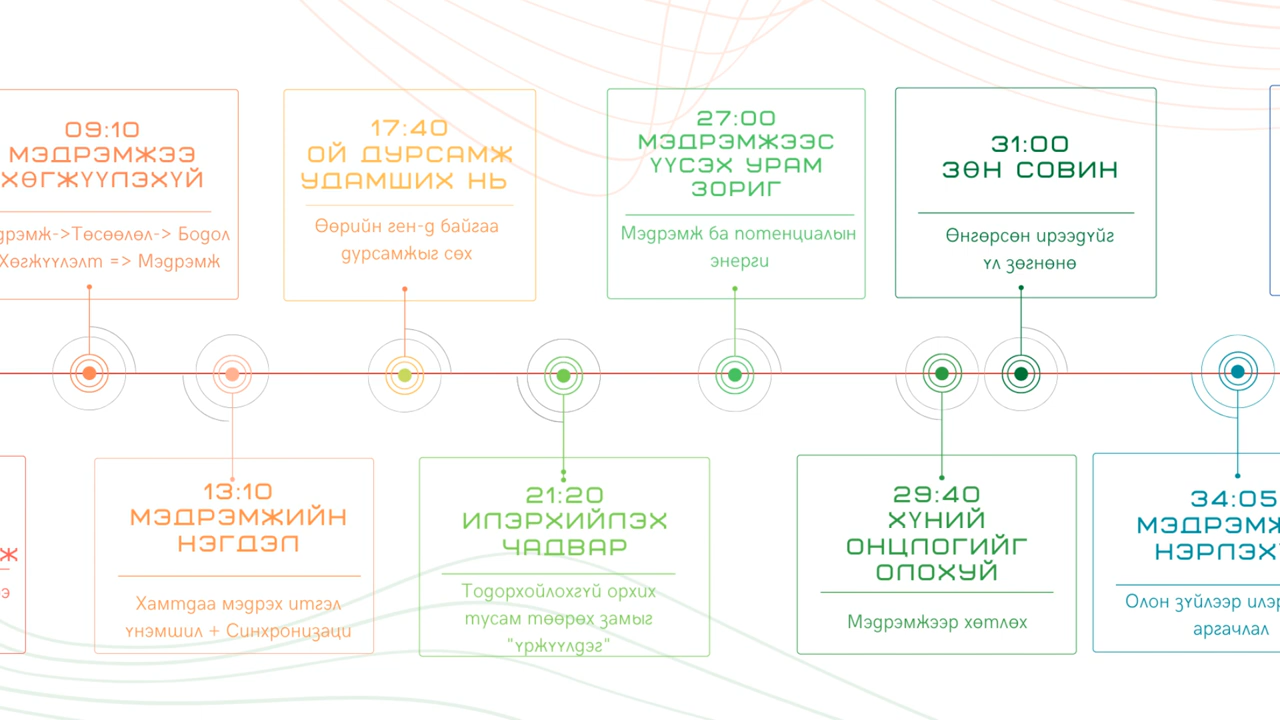 09:10
МЭДРЭМЖЭЭ
ХӨГЖҮҮЛЭХҮЙ
Төсөөлөл-> Бодол
Хөгжүүлэлт => Мэдрэмж
17:40
ОЙ ДУРСАМЖ
УДАМШИХ НЬ
Өөрийн ген-д байгаа
дурсамжыг сөх
27:00
МЭДРЭМЖЭЭС
ҮҮСЭХ УРАМ
ЗОРИГ
Мэдрэмж ба потенциалын
энерги
31:00
ЗӨН СОВИН
Өнгөрсөн ирээдүйг
үл зөгнөнө
13:10
МЭДРЭМЖИЙН
НЭГДЭЛ
Хамтдаа мэдрэх итгэл
үнэмшил + Синхронизаци
21:20
ИЛЭРХИЙЛЭХ
ЧАДВАР
Тодорхойлохгүй орхих
тусам төөрөх замыг
"үржүүлдэг"
29:40
ХҮНИЙ
ОНЦЛОГИЙГ
ОЛОХУЙ
Мэдрэмжээр хөтлөх
34:05
Олон зүйлээр
аргачлал